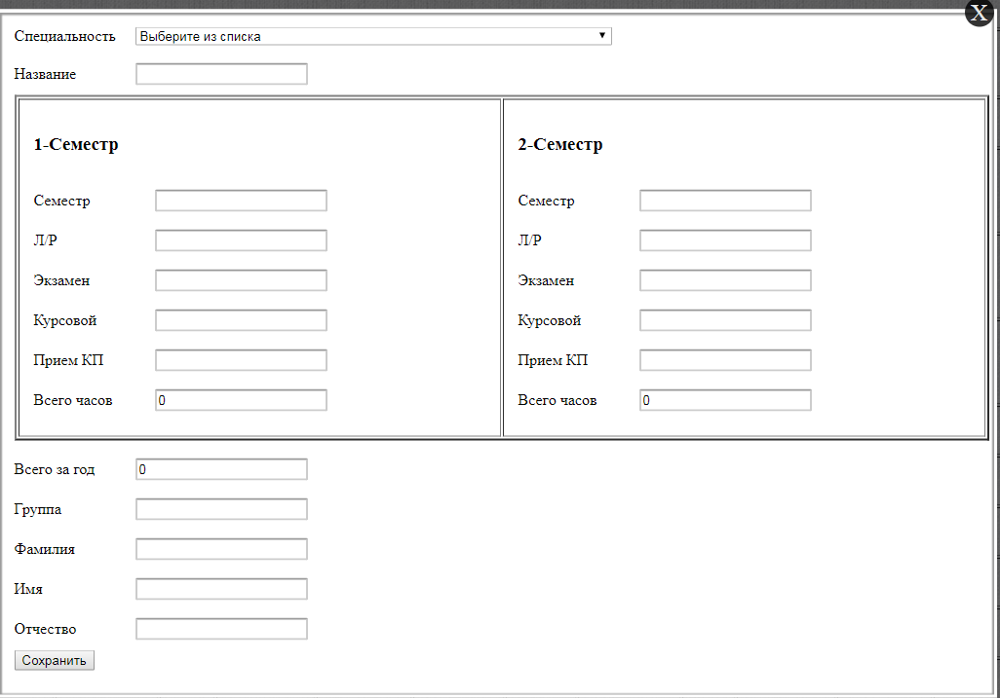 X
Специальность Выберите из списка
Название
1-Семестр 2-Семестр
Семестр Семестр
Л/Р Л/Р
Экзамен Экзамен
Курсовой Курсовой
Прием КП Прием КП
Всего часов 0 Всего часов 0
Всего за год 0
Группа
Фамилия
Имя
Отчество
Сохранить